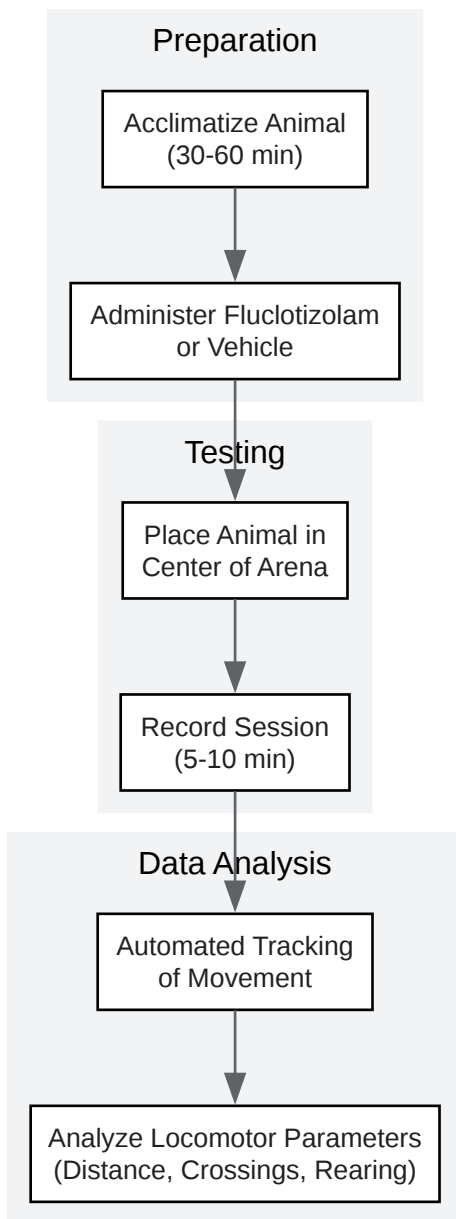 Preparation
Acclimatize Animal
(30-60 min)
Administer Fluclotizolam
or Vehicle
Testing
Place Animal in
Center of Arena
Record Session
(5-10 min)
Data Analysis
Automated Tracking
of Movement
Analyze Locomotor Parameters
(Distance, Crossings, Rearing)